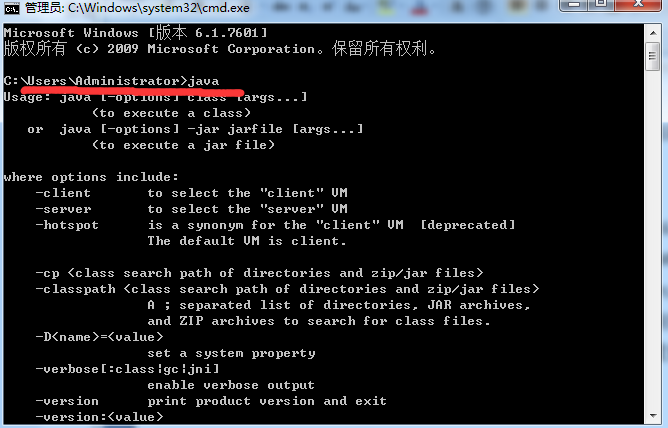 管理员: C:\Windows\system32\cmd.exe
Microsoft Windows [版本 6.1.7601]
版权所有 (c) 2009 Microsoft Corporation。保留所有权利。
C:\Users\Administrator>java
Usage: java [-options] class [args...]
(to execute a class)
or java [-options] -jar jarfile [args...]
(to execute a jar file)
where options include:
-client to select the "client" VM
-server to select the "server" VM
-hotspot is a synonym for the "client" VM [deprecated]
The default VM is client.
-cp <class search path of directories and zip/jar files>
-classpath <class search path of directories and zip/jar files>
A ; separated list of directories, JAR archives,
and ZIP archives to search for class files.
-D<name>=<value>
set a system property
-verbose[:class|gc|jni]
enable verbose output
-version print product version and exit
-version:<value>